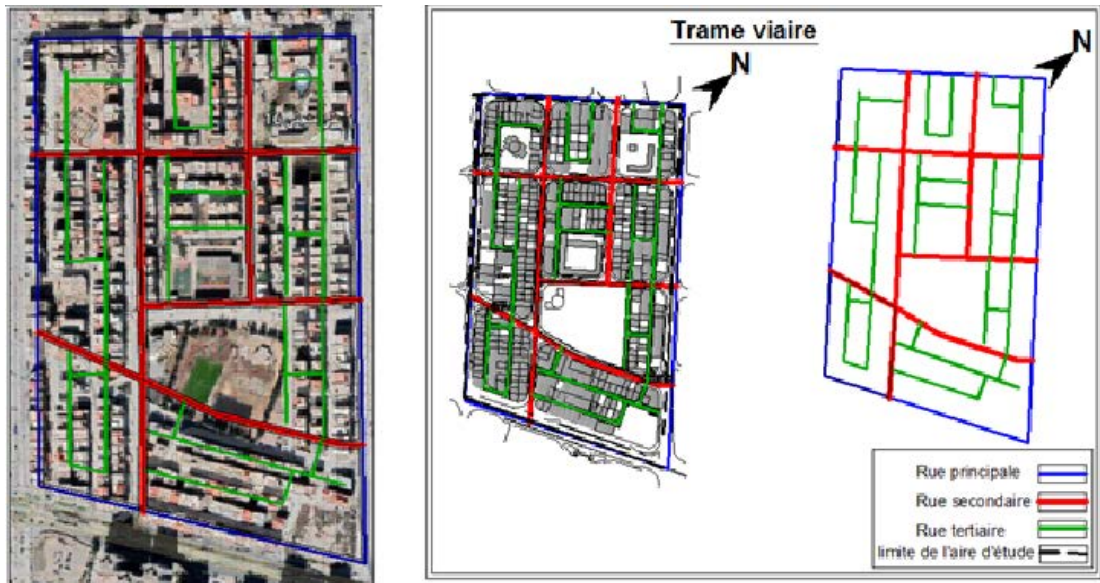 Trame viaire
N
N
Rue principale
Rue secondaire
Rue tertiaire
limite de l'aire d'étude